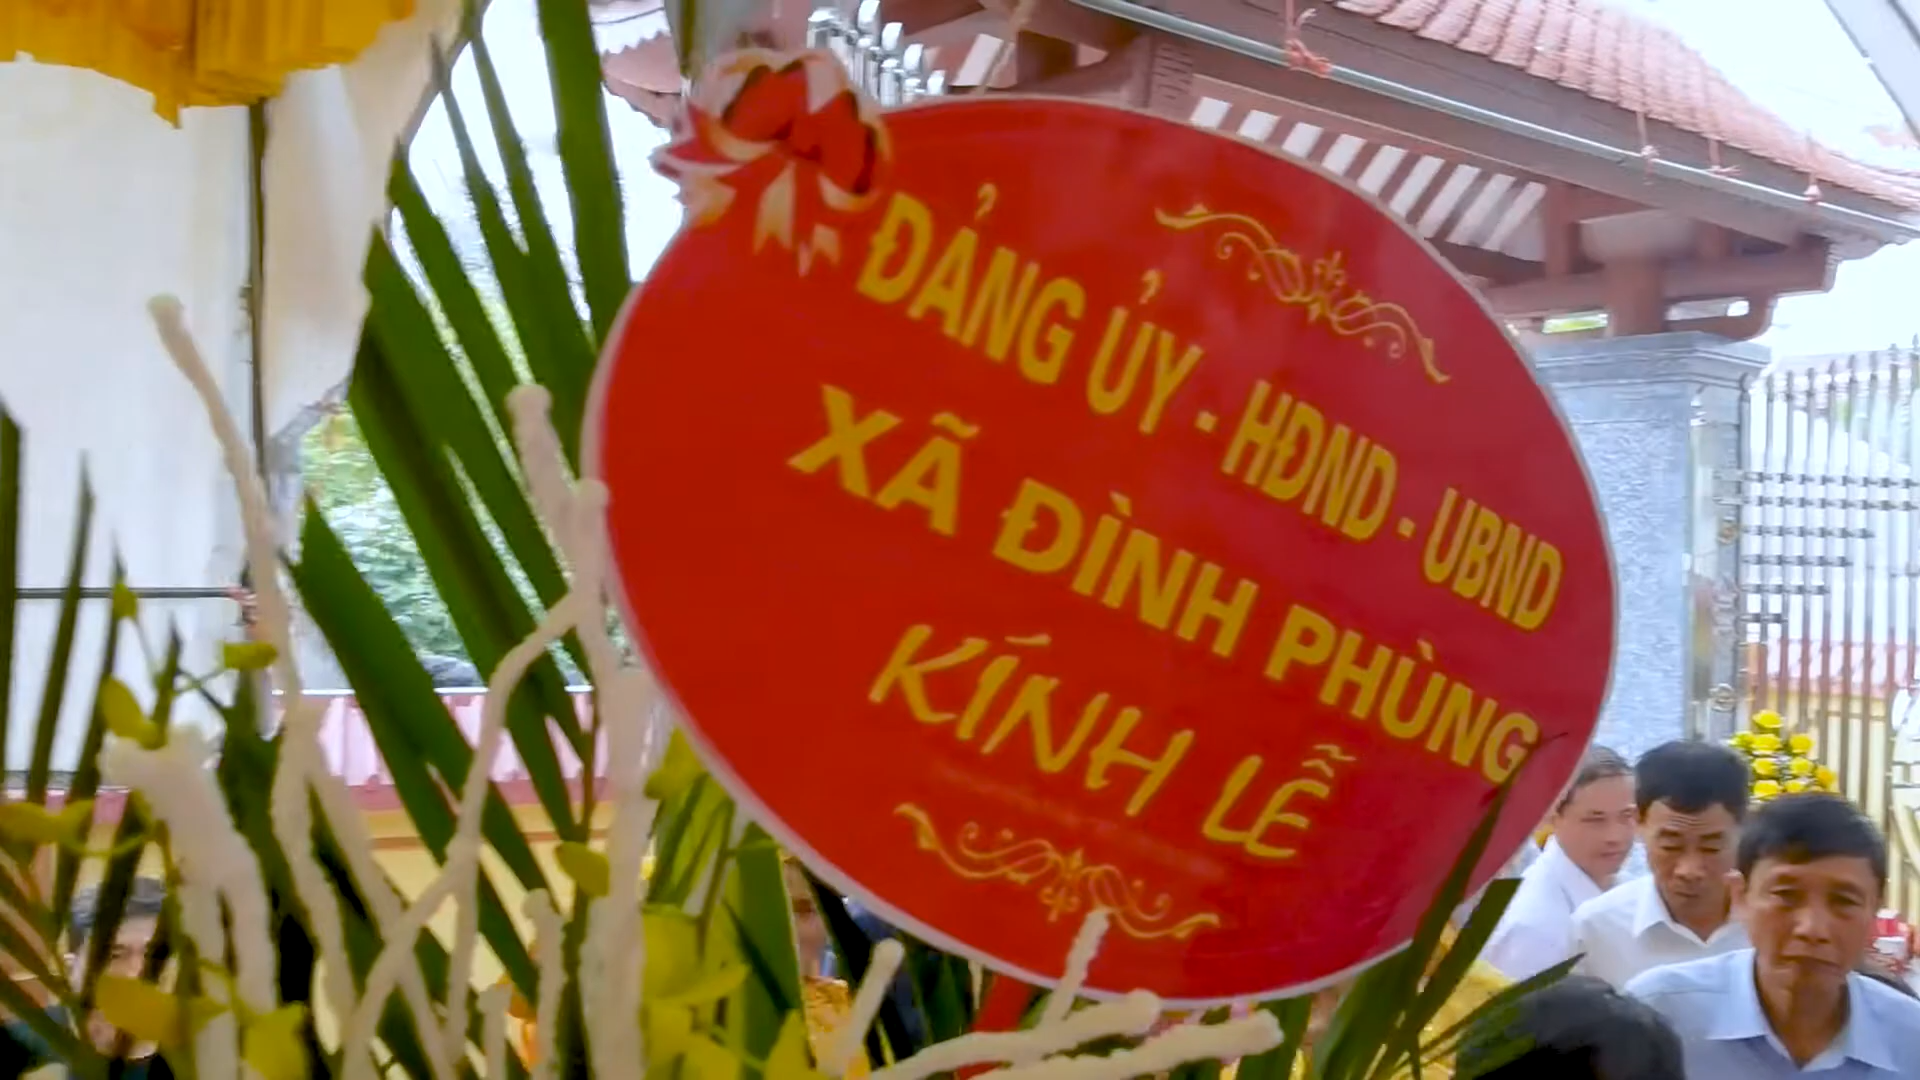 ĐẢNG ỦY - HĐND - UBND
XÃ ĐÌNH PHÙNG
KÍNH LỄ